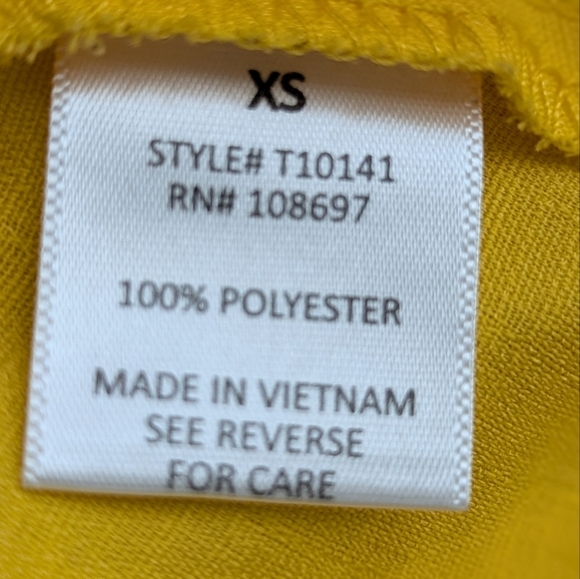 XS
STYLE# T10141
RN# 108697
100% POLYESTER
MADE IN VIETNAM
SEE REVERSE
FOR CARE